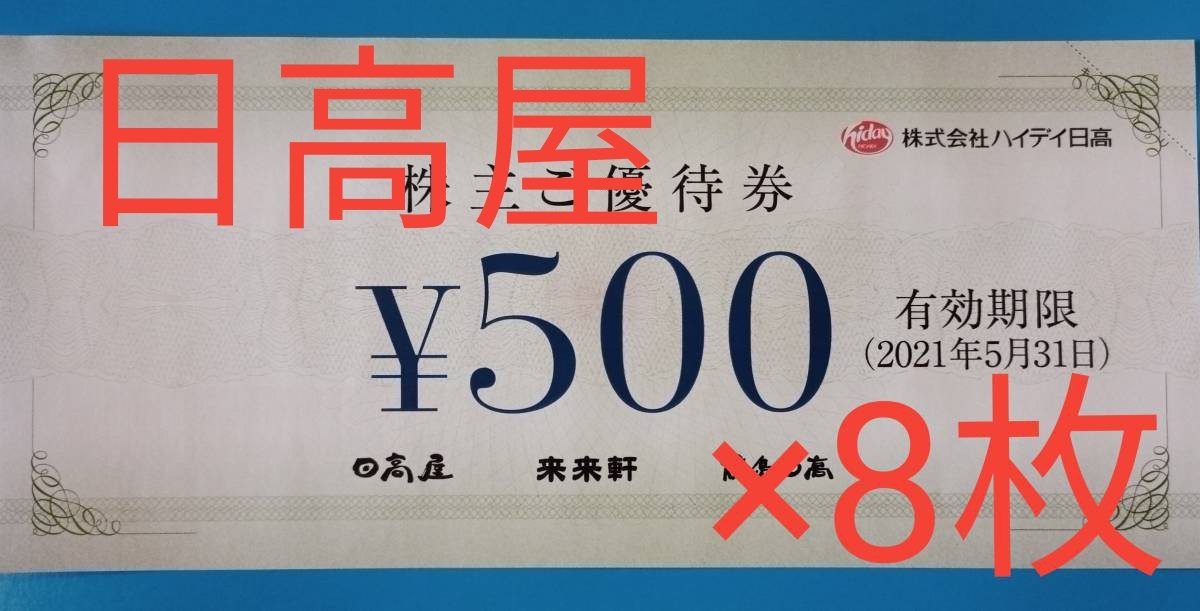 日高屋
hiday
株式会社ハイデイ日高
株主ご優待券
¥500
有効期限
(2021年5月31日)
日高屋 来来軒
×8枚